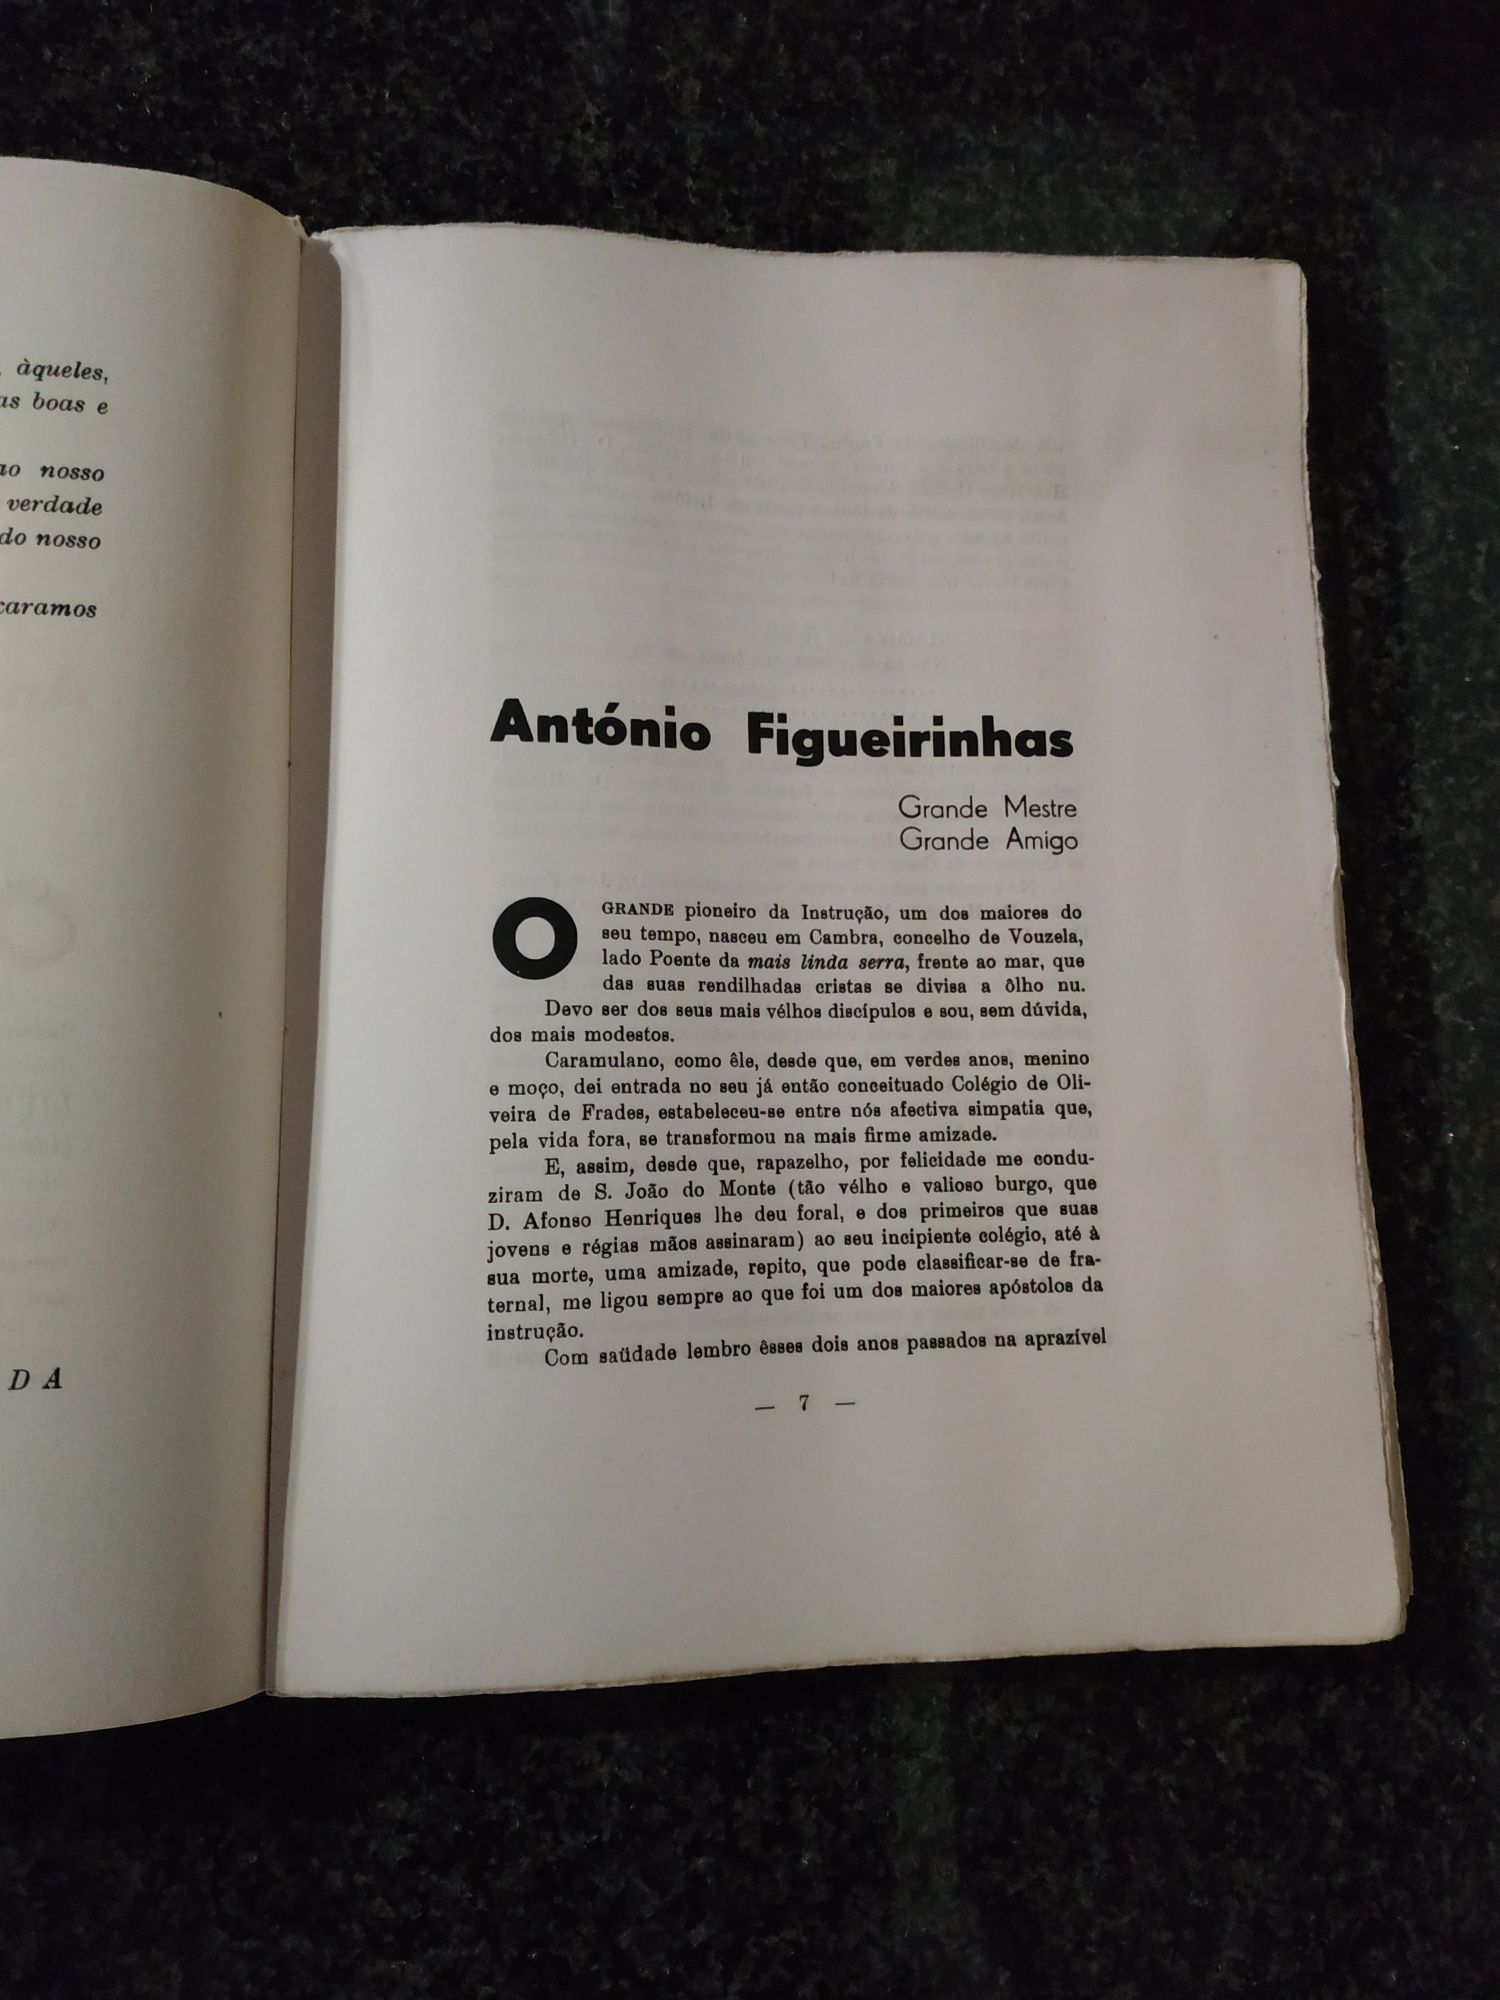 àqueles,
boas e
nosso
verdade
do nosso
D A
António Figueirinhas
Grande Mestre
Grande Amigo
O GRANDE pioneiro da Instrução, um dos maiores do
seu tempo, nasceu em Cambra, concelho de Vouzela,
lado Poente da mais linda serra, frente ao mar, que
das suas rendilhadas cristas se divisa a ôlho nu.
Devo ser dos seus mais vélhos discípulos e sou, sem dúvida,
dos mais modestos.
Caramulano, como êle, desde que, em verdes anos, menino
e moço, dei entrada no seu já então conceituado Colégio de Oli-
veira de Frades, estabeleceu-se entre nós afectiva simpatia que,
pela vida fora, se transformou na mais firme amizade.
E, assim, desde que, rapazelho, por felicidade me condu-
ziram de S. João do Monte (tão vélho e valioso burgo, que
D. Afonso Henriques lhe deu foral, e dos primeiros que suas
jovens e régias mãos assinaram) ao seu incipiente colégio, até à
sua morte, uma amizade, repito, que pode classificar-se de fra-
ternal, me ligou sempre ao que foi um dos maiores apóstolos da
instrução.
Com saüdade lembro êsses dois anos passados na aprazível
— 7 —